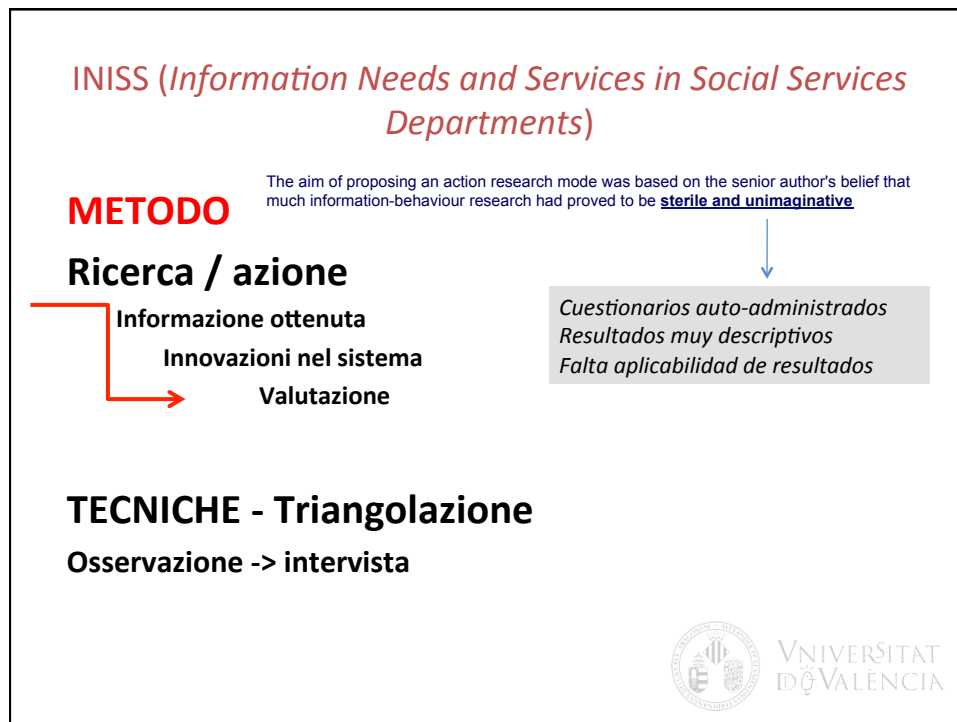 INISS (Information Needs and Services in Social Services
Departments)
The aim of proposing an action research mode was based on the senior author's belief that
much information-behaviour research had proved to be sterile and unimaginative
METODO
Ricerca / azione
Informazione ottenuta
Innovazioni nel sistema
Valutazione
Cuestionarios auto-administrados
Resultados muy descriptivos
Falta aplicabilidad de resultados
TECNICHE - Triangolazione
Osservazione -> intervista
VNIVERSITAT
DE QVALÈNCIA